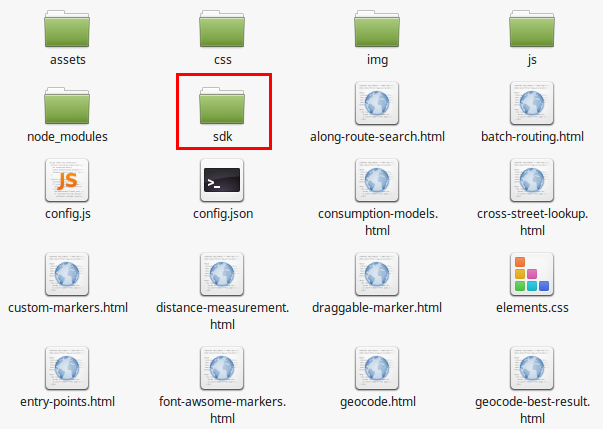 assets
css
img
js
node_modules
sdk
along-route-search.html
batch-routing.html
JS
config.js
>_
config.json
consumption-models.
html
cross-street-lookup.
html
custom-markers.html
distance-measurement.
html
draggable-marker.html
elements.css
entry-points.html
font-awsome-markers.
html
geocode.html
geocode-best-result.
html